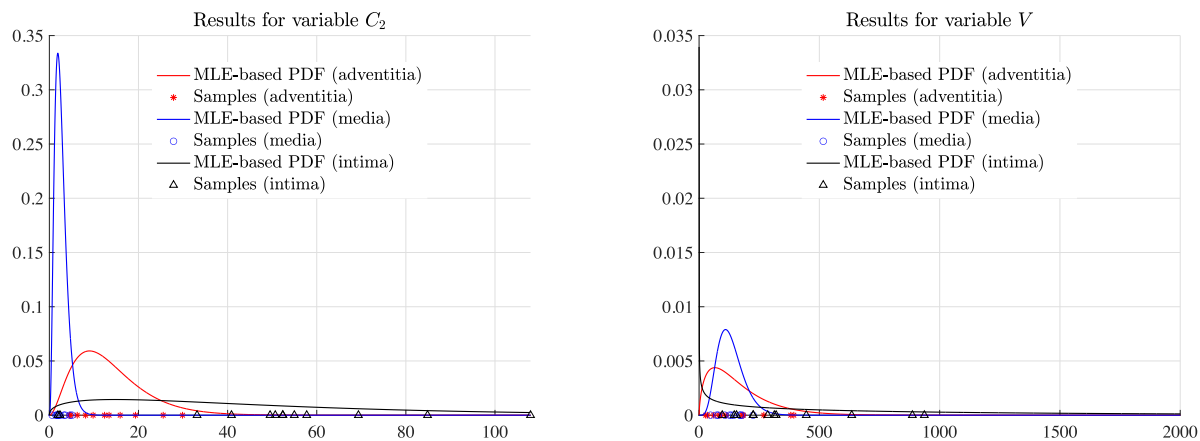 Results for variable C₂
0.35
0.3
0.25
0.2
0.15
0.1
0.05
0
0 20 40 60 80 100
MLE-based PDF (adventitia)
Samples (adventitia)
MLE-based PDF (media)
Samples (media)
MLE-based PDF (intima)
Samples (intima)
Results for variable V
0.035
0.03
0.025
0.02
0.015
0.01
0.005
0
0 500 1000 1500 2000
MLE-based PDF (adventitia)
Samples (adventitia)
MLE-based PDF (media)
Samples (media)
MLE-based PDF (intima)
Samples (intima)